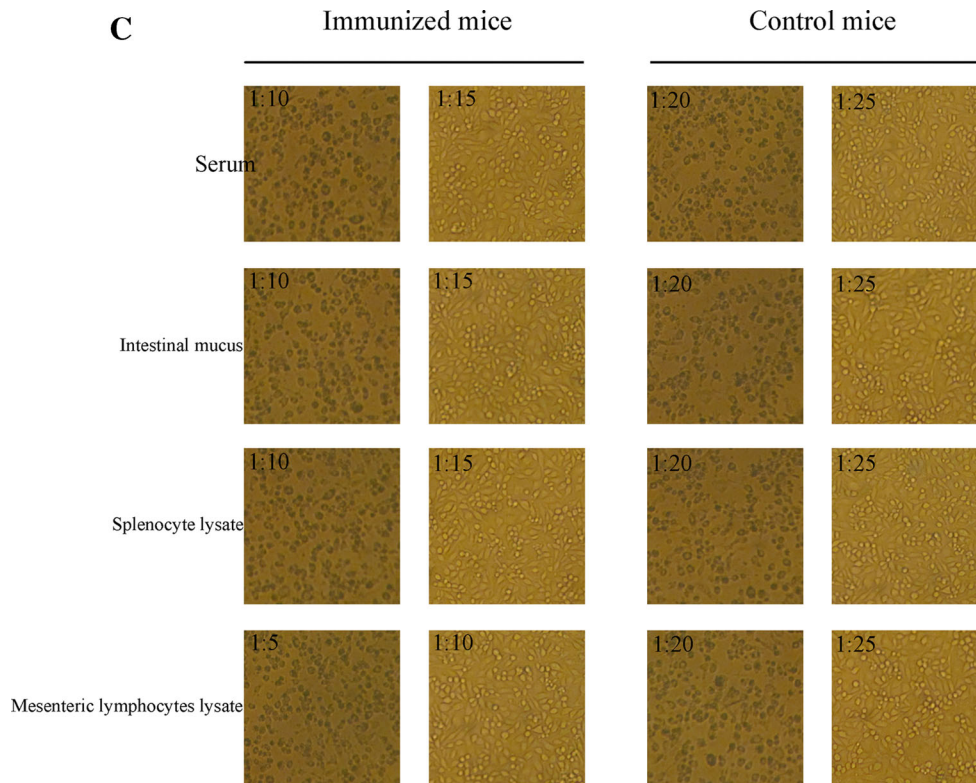 C
Immunized mice
Control mice
1:10
1:15
1:20
1:25
Serum
1:10
1:15
1:20
1:25
Intestinal mucus
1:10
1:15
1:20
1:25
Splenocyte lysate
1:5
1:10
1:20
1:25
Mesenteric lymphocytes lysate